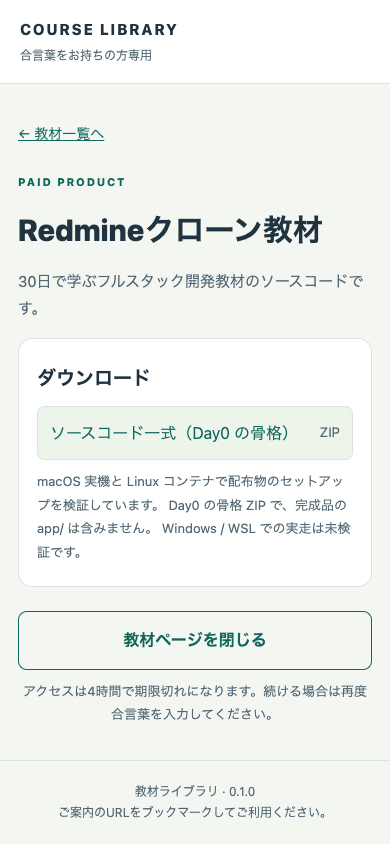 COURSE LIBRARY
合言葉をお持ちの方専用
← 教材一覧へ
PAID PRODUCT
Redmineクローン教材
30日で学ぶフルスタック開発教材のソースコードで
す。
ダウンロード
ソースコード一式（Day0 の骨格） ZIP
macOS 実機と Linux コンテナで配布物のセットアッ
プを検証しています。 Day0 の骨格 ZIP で、完成品の
app/ は含みません。 Windows / WSL での実走は未検
証です。
教材ページを閉じる
アクセスは4時間で期限切れになります。続ける場合は再度
合言葉を入力してください。
教材ライブラリ · 0.1.0
ご案内のURLをブックマークしてご利用ください。